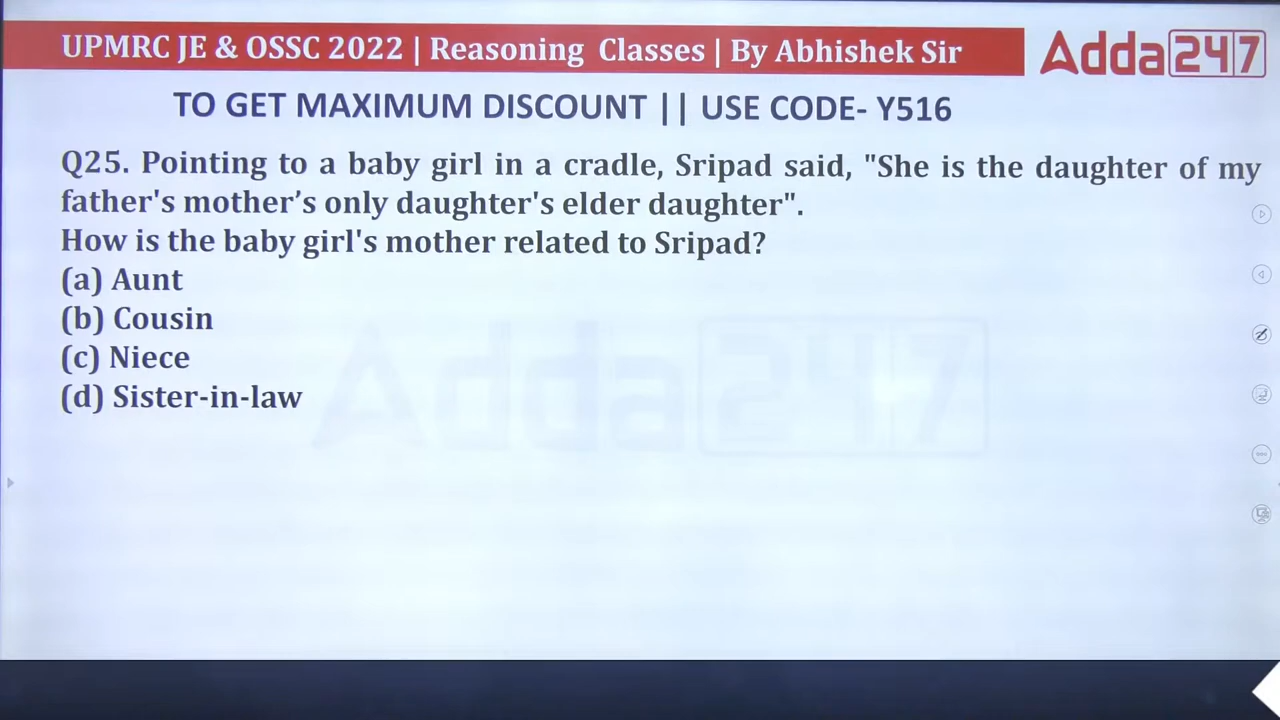 UPMRC JE & OSSC 2022 | Reasoning Classes | By Abhishek Sir
Adda247
TO GET MAXIMUM DISCOUNT || USE CODE- Y516
Q25. Pointing to a baby girl in a cradle, Sripad said, "She is the daughter of my
father's mother’s only daughter's elder daughter".
How is the baby girl's mother related to Sripad?
(a) Aunt
(b) Cousin
(c) Niece
(d) Sister-in-law
Adda247